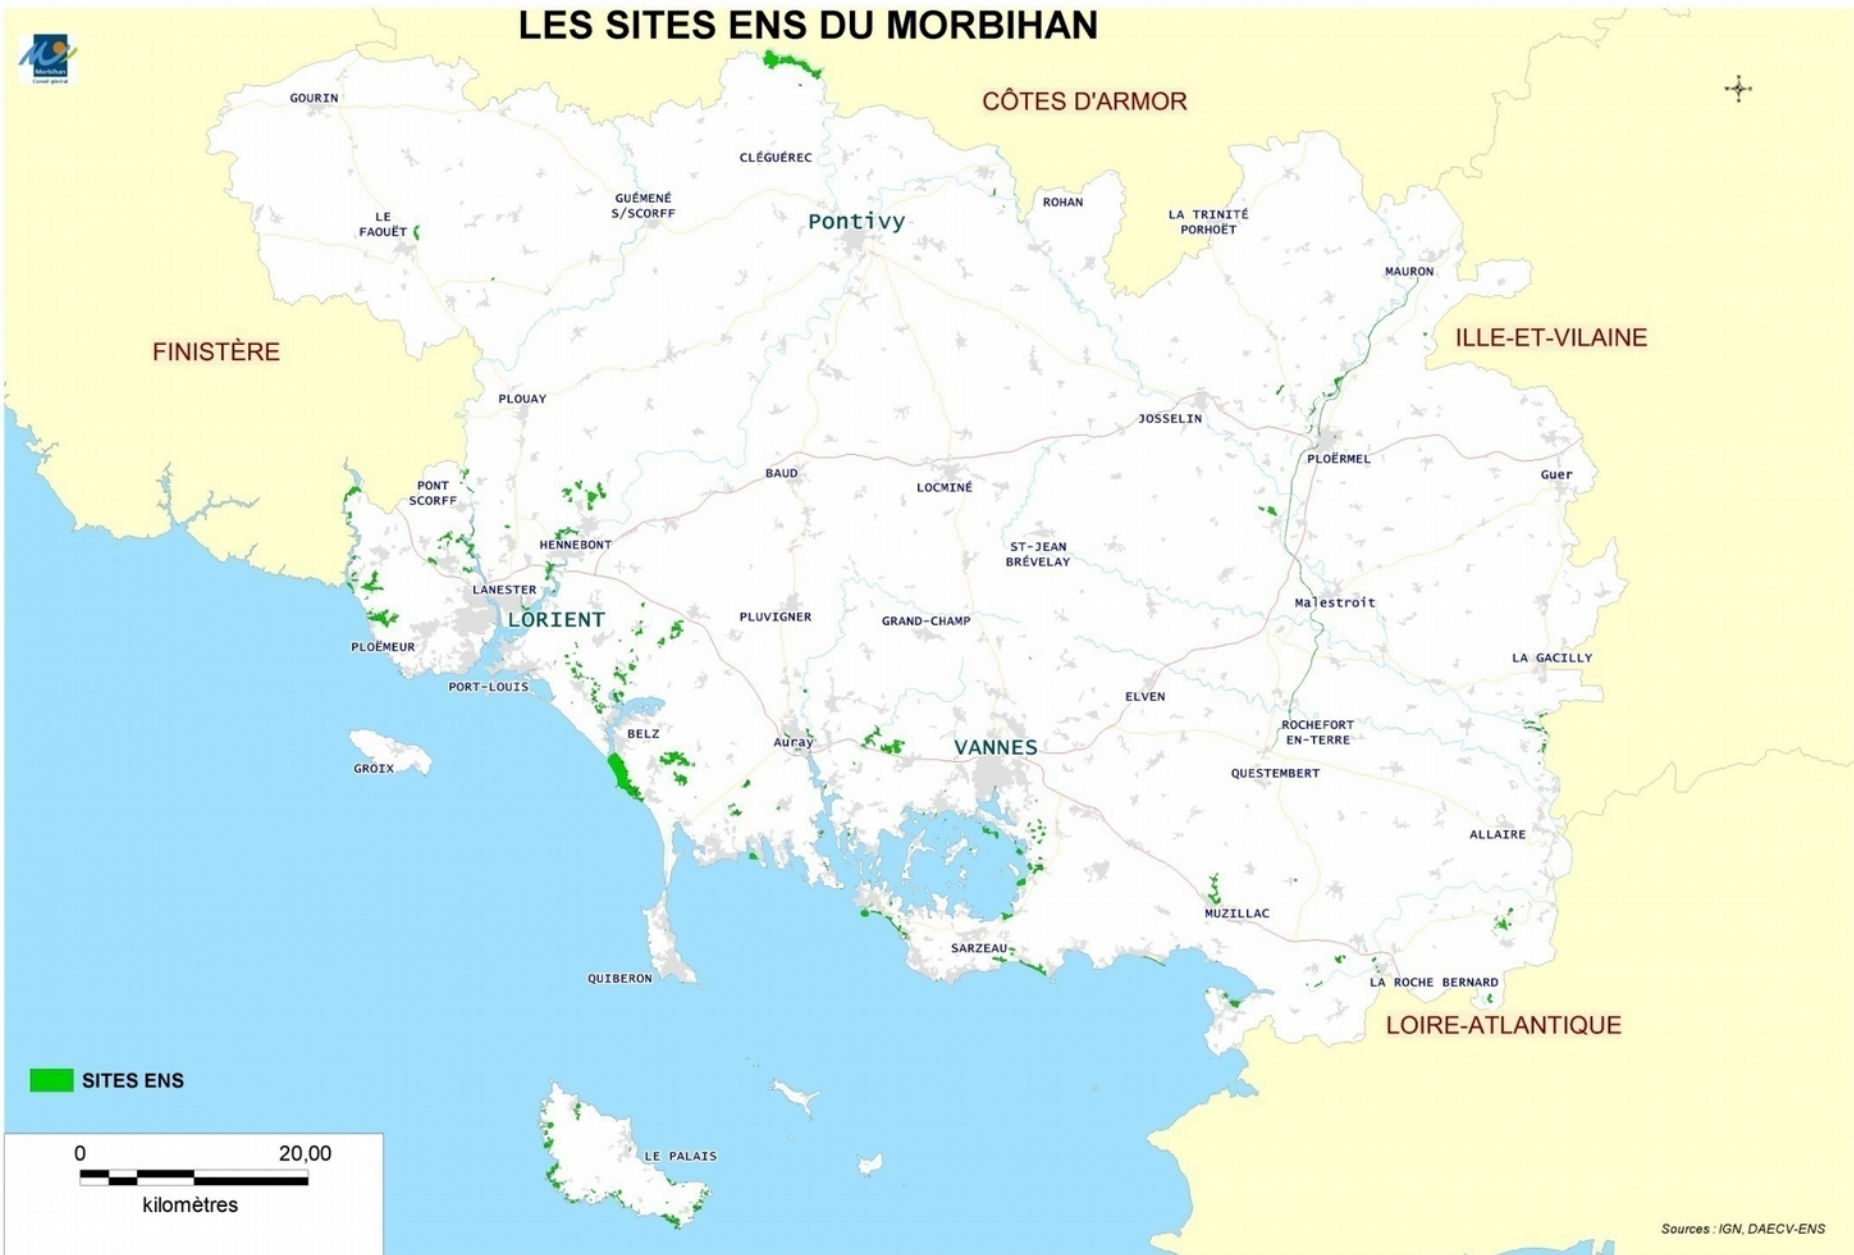 LES SITES ENS DU MORBIHAN
Morbihan
Conseil général
CÔTES D'ARMOR
GOURIN
CLÉGUÉREC
GUÉMENÉ
S/SCORFF
ROHAN
LE
FAOUËT
Pontivy
LA TRINITÉ
PORHOËT
MAURON
FINISTÈRE
ILLE-ET-VILAINE
PLOUAY
JOSSELIN
PLOËRMEL
BAUD
LOCMINÉ
Guer
PONT
SCORFF
HENNEBONT
ST-JEAN
BRÉVELAY
LANESTER
LORIENT
PLUVIGNER
GRAND-CHAMP
Malestroit
PLOËMEUR
LA GACILLY
PORT-LOUIS
ELVEN
BELZ
Auray
VANNES
ROCHEFORT
EN-TERRE
GROIX
QUESTEMBERT
ALLAIRE
MUZILLAC
SARZEAU
QUIBERON
LA ROCHE BERNARD
LOIRE-ATLANTIQUE
SITES ENS
LE PALAIS
0 20,00
kilomètres
Sources : IGN, DAECV-ENS